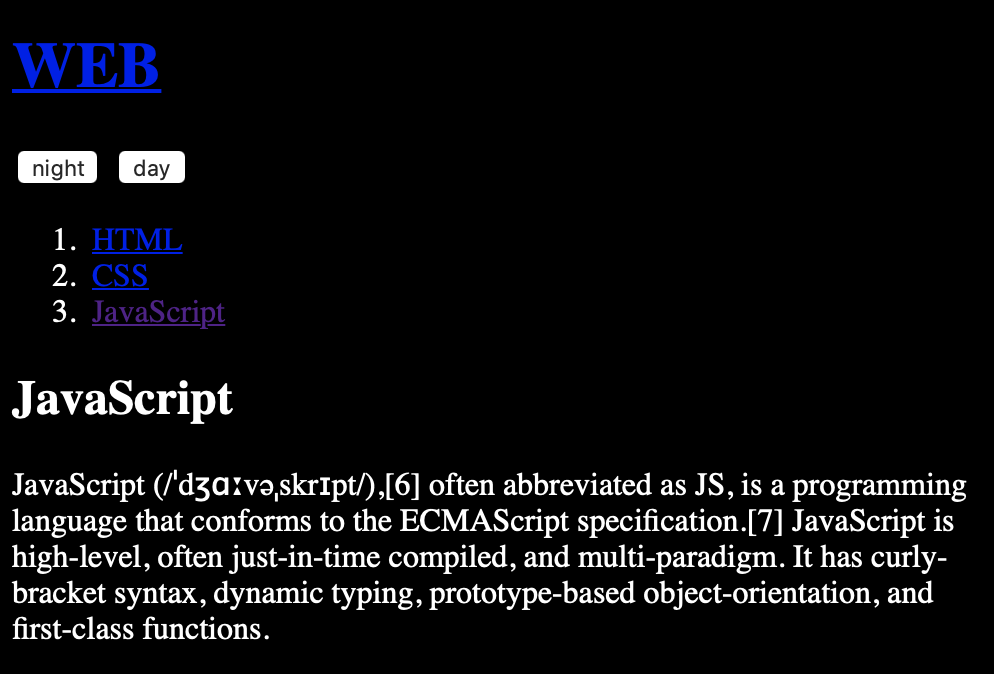 WEB
night day
1. HTML
2. CSS
3. JavaScript
JavaScript
JavaScript (/ˈdʒɑːvəˌskrɪpt/),[6] often abbreviated as JS, is a programming
language that conforms to the ECMAScript specification.[7] JavaScript is
high-level, often just-in-time compiled, and multi-paradigm. It has curly-
bracket syntax, dynamic typing, prototype-based object-orientation, and
first-class functions.